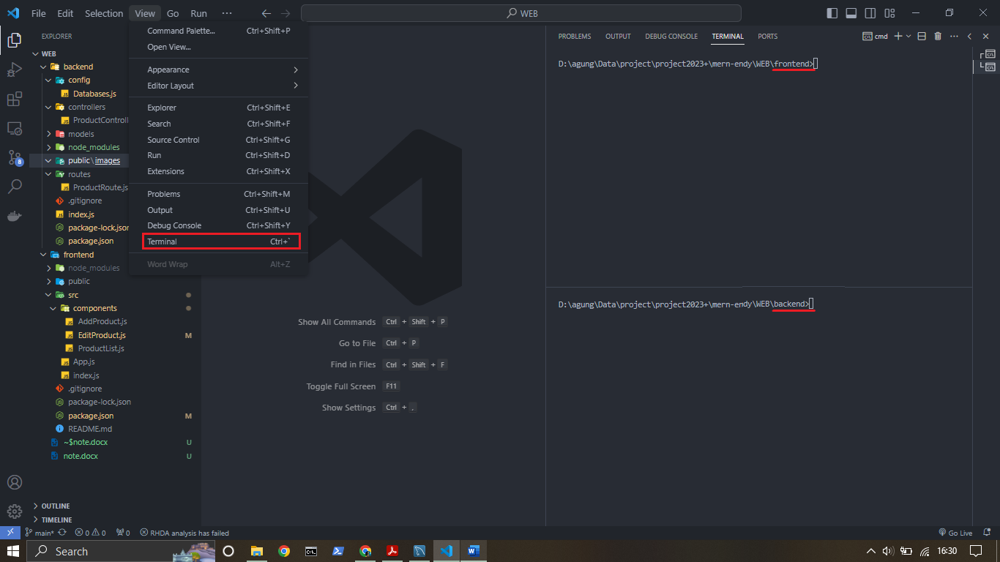 File Edit Selection View Go Run ···
WEB
EXPLORER
WEB
backend
config
Databases.js
controllers
ProductControll
models
node_modules
public\images
routes
ProductRoute.js
.gitignore
index.js
package-lock.json
package.json
frontend
node_modules
public
src
components
AddProduct.js
EditProduct.js M
ProductList.js
App.js
index.js
.gitignore
package-lock.json
package.json M
README.md
~$note.docx U
note.docx U
OUTLINE
TIMELINE
8
Command Palette... Ctrl+Shift+P
Open View...
Appearance
Editor Layout
Explorer Ctrl+Shift+E
Search Ctrl+Shift+F
Source Control Ctrl+Shift+G
Run Ctrl+Shift+D
Extensions Ctrl+Shift+X
Problems Ctrl+Shift+M
Output Ctrl+Shift+U
Debug Console Ctrl+Shift+Y
Terminal Ctrl+`
Word Wrap Alt+Z
Show All Commands Ctrl + Shift + P
Go to File Ctrl + P
Find in Files Ctrl + Shift + F
Toggle Full Screen F11
Show Settings Ctrl + ,
PROBLEMS OUTPUT DEBUG CONSOLE TERMINAL PORTS cmd
D:\agung\Data\project\project2023+\mern-endy\WEB\frontend>
D:\agung\Data\project\project2023+\mern-endy\WEB\backend>
main* 0 0 0 RHDA analysis has failed Go Live
Search 16:30